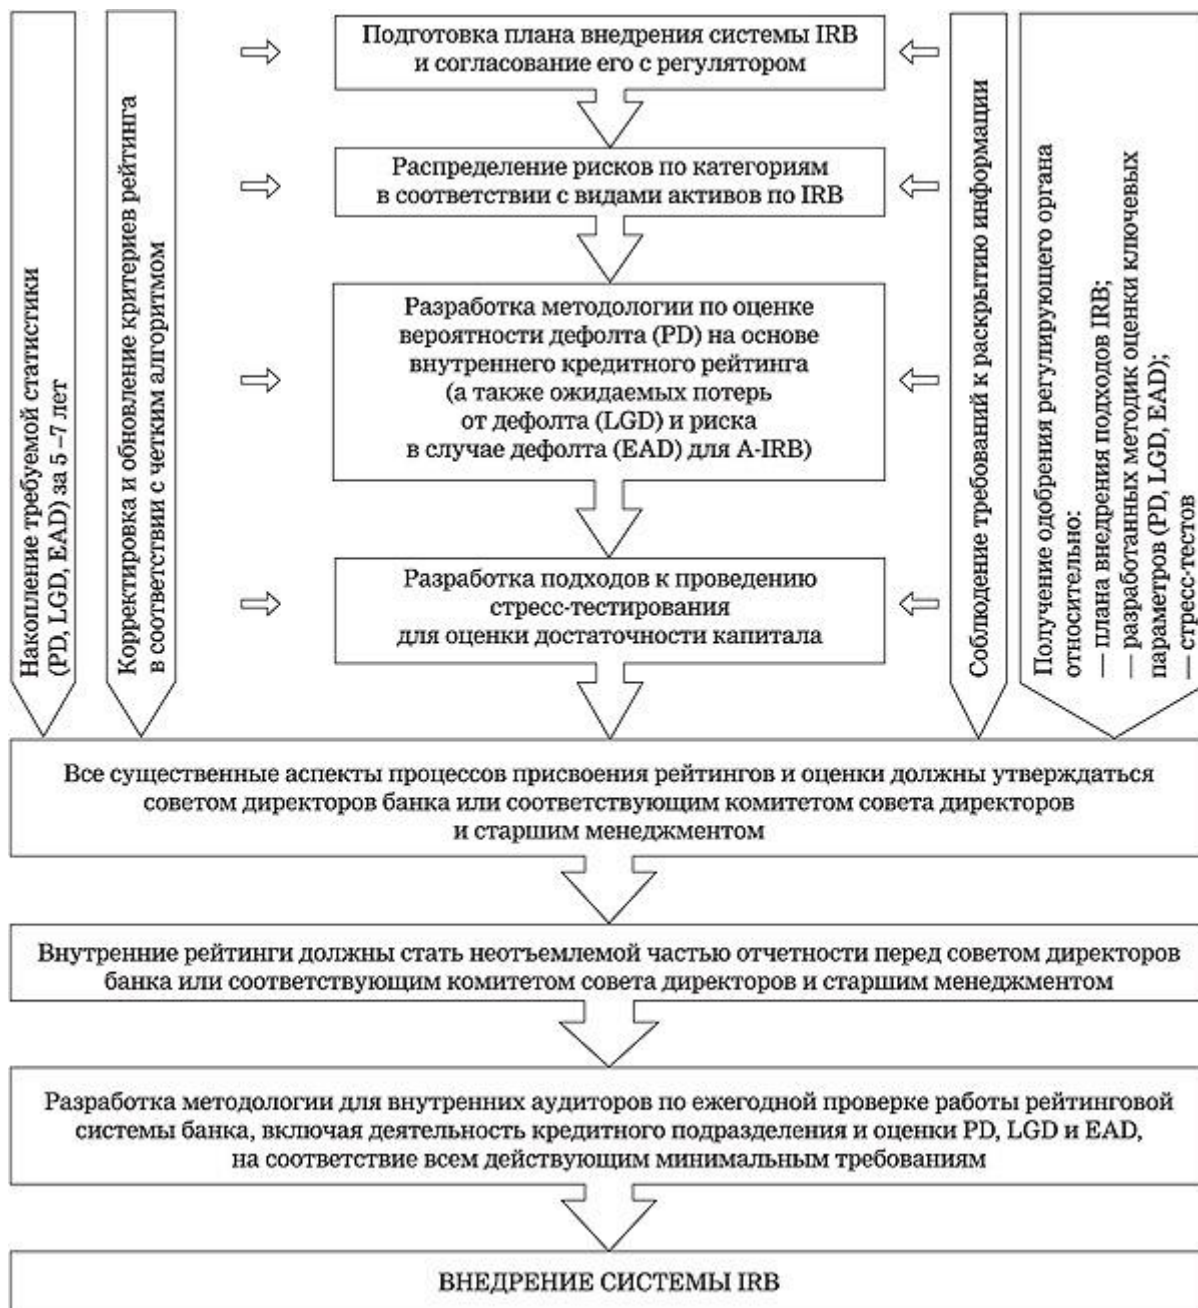 Накопление требуемой статистики
(PD, LGD, EAD) за 5 –7 лет
Корректировка и обновление критериев рейтинга
в соответствии с четким алгоритмом
Подготовка плана внедрения системы IRB
и согласование его с регулятором
Распределение рисков по категориям
в соответствии с видами активов по IRB
Разработка методологии по оценке
вероятности дефолта (PD) на основе
внутреннего кредитного рейтинга
(а также ожидаемых потерь
от дефолта (LGD) и риска
в случае дефолта (EAD) для A-IRB)
Разработка подходов к проведению
стресс-тестирования
для оценки достаточности капитала
Соблюдение требований к раскрытию информации
Получение одобрения регулирующего органа
относительно:
— плана внедрения подходов IRB;
— разработанных методик оценки ключевых
параметров (PD, LGD, EAD);
— стресс-тестов
Все существенные аспекты процессов присвоения рейтингов и оценки должны утверждаться
советом директоров банка или соответствующим комитетом совета директоров
и старшим менеджментом
Внутренние рейтинги должны стать неотъемлемой частью отчетности перед советом директоров
банка или соответствующим комитетом совета директоров и старшим менеджментом
Разработка методологии для внутренних аудиторов по ежегодной проверке работы рейтинговой
системы банка, включая деятельность кредитного подразделения и оценки PD, LGD и EAD,
на соответствие всем действующим минимальным требованиям
ВНЕДРЕНИЕ СИСТЕМЫ IRB